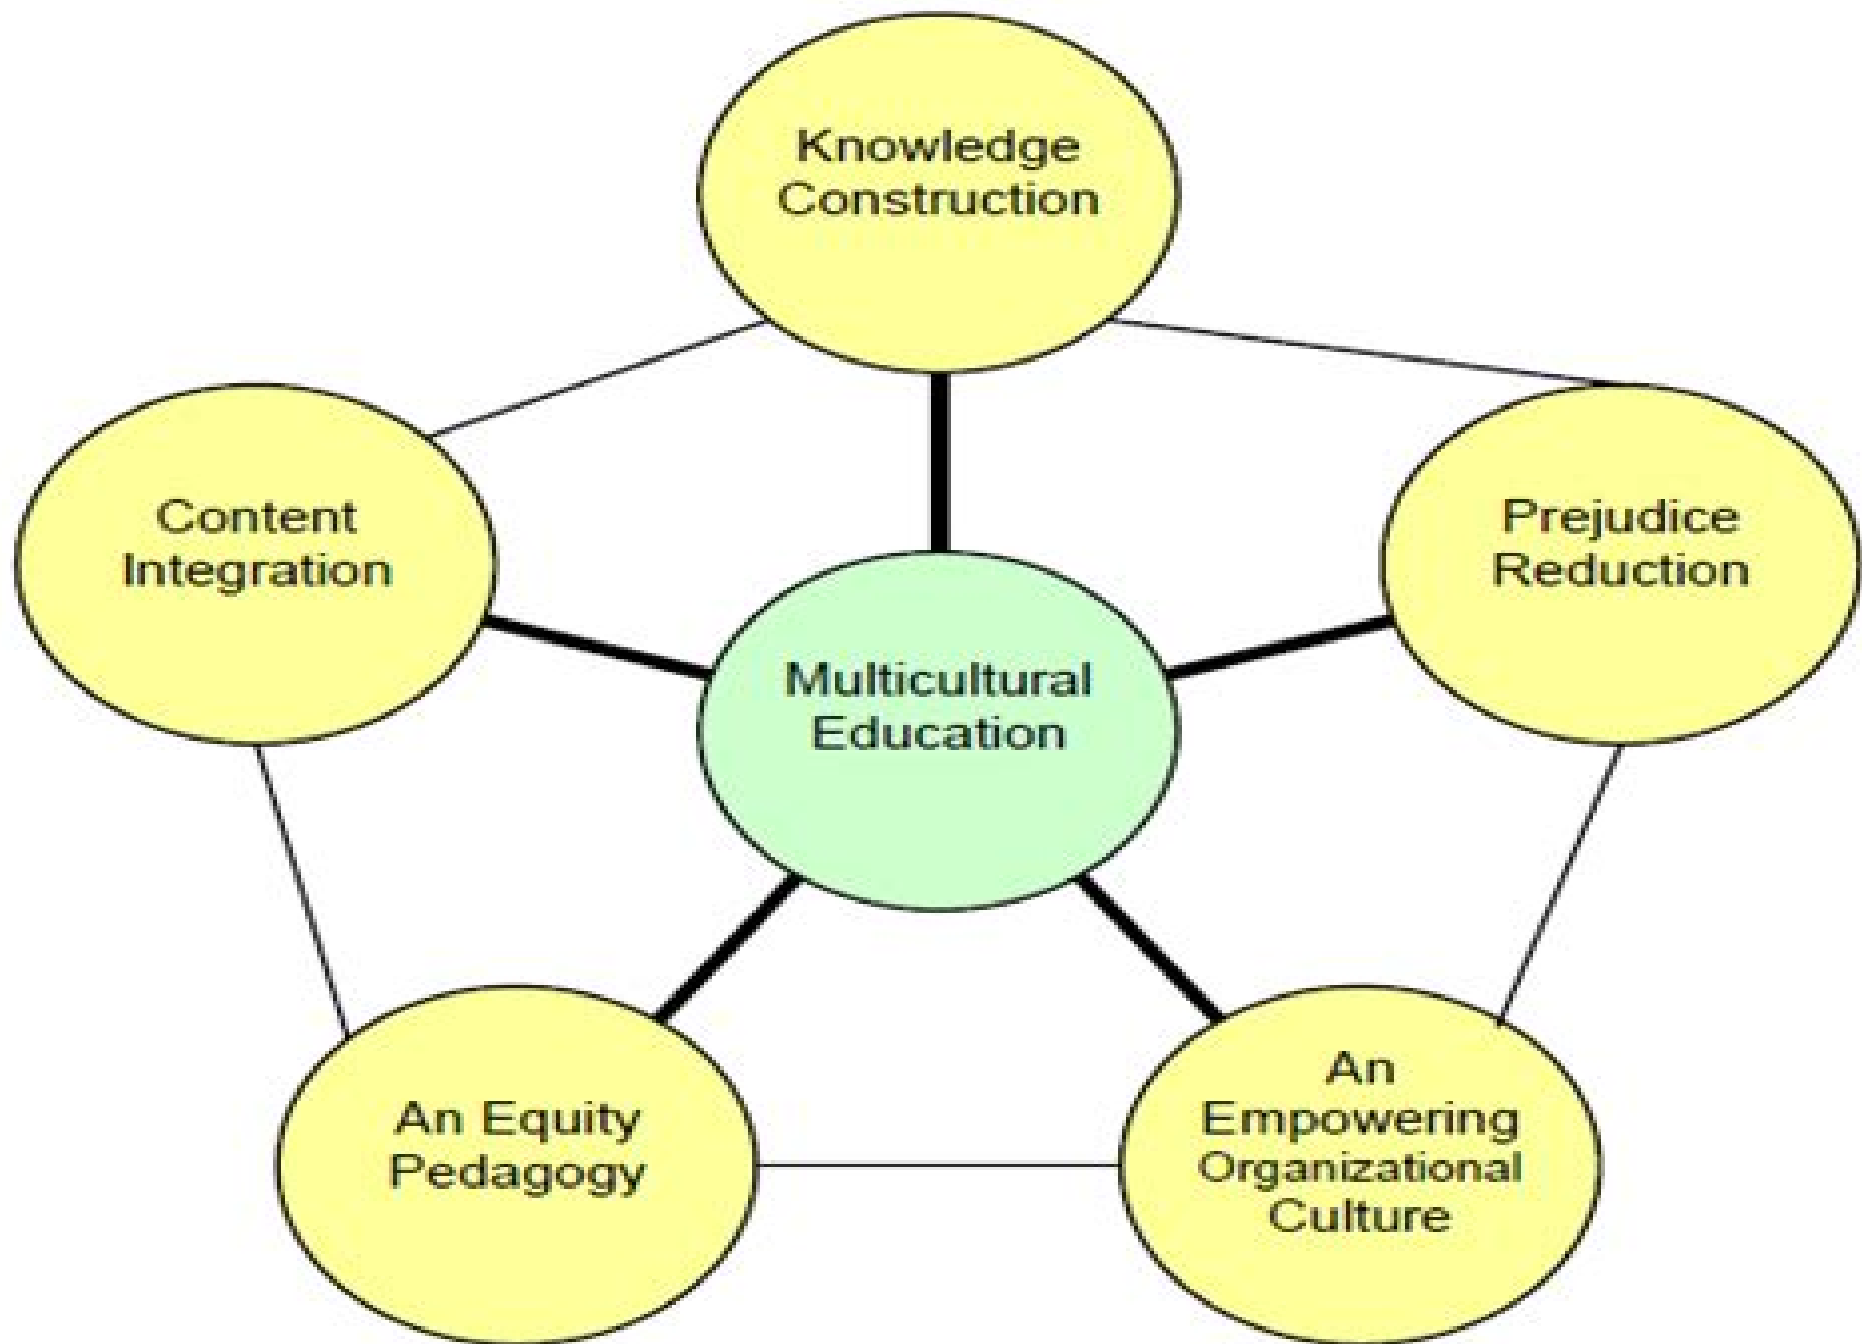 Knowledge
Construction
Content
Integration
Prejudice
Reduction
Multicultural
Education
An Equity
Pedagogy
An
Empowering
Organizational
Culture